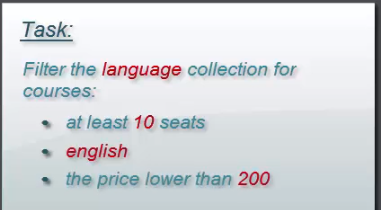 Task:
Filter the language collection for
courses:
• at least 10 seats
• english
• the price lower than 200